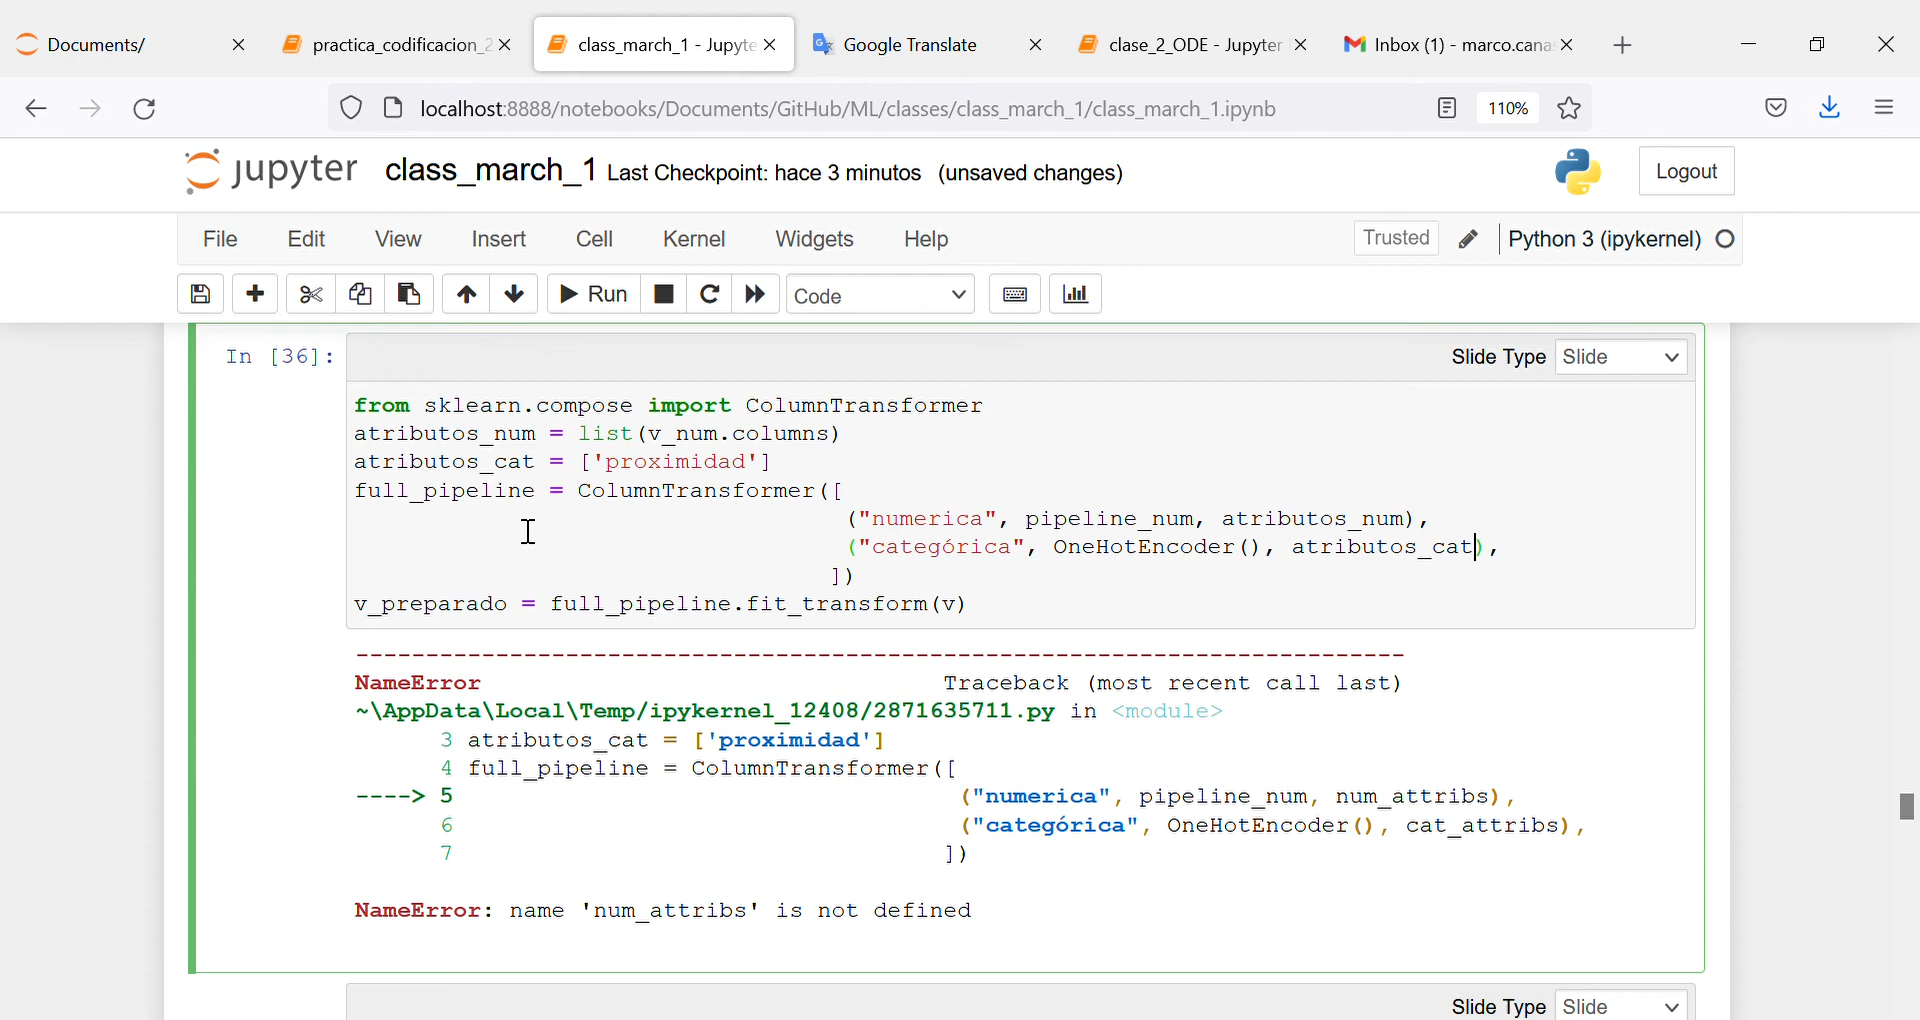 Documents/
practica_codificacion_2
class_march_1 - Jupyte
Google Translate
clase_2_ODE - Jupyter
Inbox (1) - marco.cana
localhost:8888/notebooks/Documents/GitHub/ML/classes/class_march_1/class_march_1.ipynb
110%
jupyter class_march_1 Last Checkpoint: hace 3 minutos (unsaved changes)
Logout
File Edit View Insert Cell Kernel Widgets Help
Trusted
Python 3 (ipykernel)
Run
Code
In [36]:
Slide Type Slide
from sklearn.compose import ColumnTransformer
atributos_num = list(v_num.columns)
atributos_cat = ['proximidad']
full_pipeline = ColumnTransformer([
("numerica", pipeline_num, atributos_num),
("categórica", OneHotEncoder(), atributos_cat),
])
v_preparado = full_pipeline.fit_transform(v)
---------------------------------------------------------------------------
NameError Traceback (most recent call last)
~\AppData\Local\Temp/ipykernel_12408/2871635711.py in <module>
3 atributos_cat = ['proximidad']
4 full_pipeline = ColumnTransformer([
----> 5 ("numerica", pipeline_num, num_attribs),
6 ("categórica", OneHotEncoder(), cat_attribs),
7 ])
NameError: name 'num_attribs' is not defined
Slide Type Slide